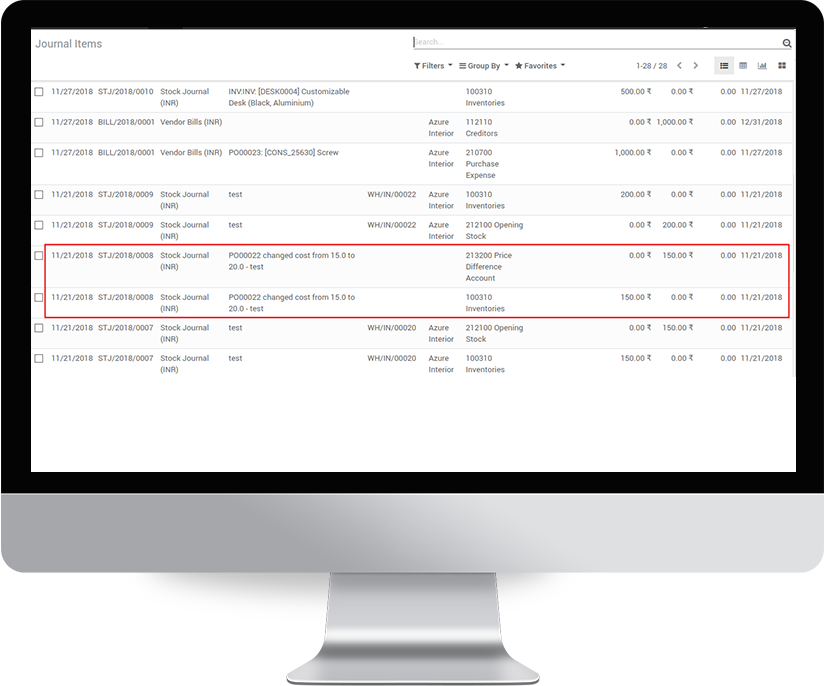 Journal Items
Search...
Filters Group By Favorites 1-28 / 28
11/27/2018 STJ/2018/0010 Stock Journal (INR) INV:INV: [DESK0004] Customizable Desk (Black, Aluminium) 100310 Inventories 500.00 ₹ 0.00 ₹ 0.00 11/27/2018
11/27/2018 BILL/2018/0001 Vendor Bills (INR) Azure Interior 112110 Creditors 0.00 ₹ 1,000.00 ₹ 0.00 12/31/2018
11/27/2018 BILL/2018/0001 Vendor Bills (INR) PO00023: [CONS_25630] Screw Azure Interior 210700 Purchase Expense 1,000.00 ₹ 0.00 ₹ 0.00 11/27/2018
11/21/2018 STJ/2018/0009 Stock Journal (INR) test WH/IN/00022 Azure Interior 100310 Inventories 200.00 ₹ 0.00 ₹ 0.00 11/21/2018
11/21/2018 STJ/2018/0009 Stock Journal (INR) test WH/IN/00022 Azure Interior 212100 Opening Stock 0.00 ₹ 200.00 ₹ 0.00 11/21/2018
11/21/2018 STJ/2018/0008 Stock Journal (INR) PO00022 changed cost from 15.0 to 20.0 - test 213200 Price Difference Account 0.00 ₹ 150.00 ₹ 0.00 11/21/2018
11/21/2018 STJ/2018/0008 Stock Journal (INR) PO00022 changed cost from 15.0 to 20.0 - test 100310 Inventories 150.00 ₹ 0.00 ₹ 0.00 11/21/2018
11/21/2018 STJ/2018/0007 Stock Journal (INR) test WH/IN/00020 Azure Interior 212100 Opening Stock 0.00 ₹ 150.00 ₹ 0.00 11/21/2018
11/21/2018 STJ/2018/0007 Stock Journal (INR) test WH/IN/00020 Azure Interior 100310 Inventories 150.00 ₹ 0.00 ₹ 0.00 11/21/2018